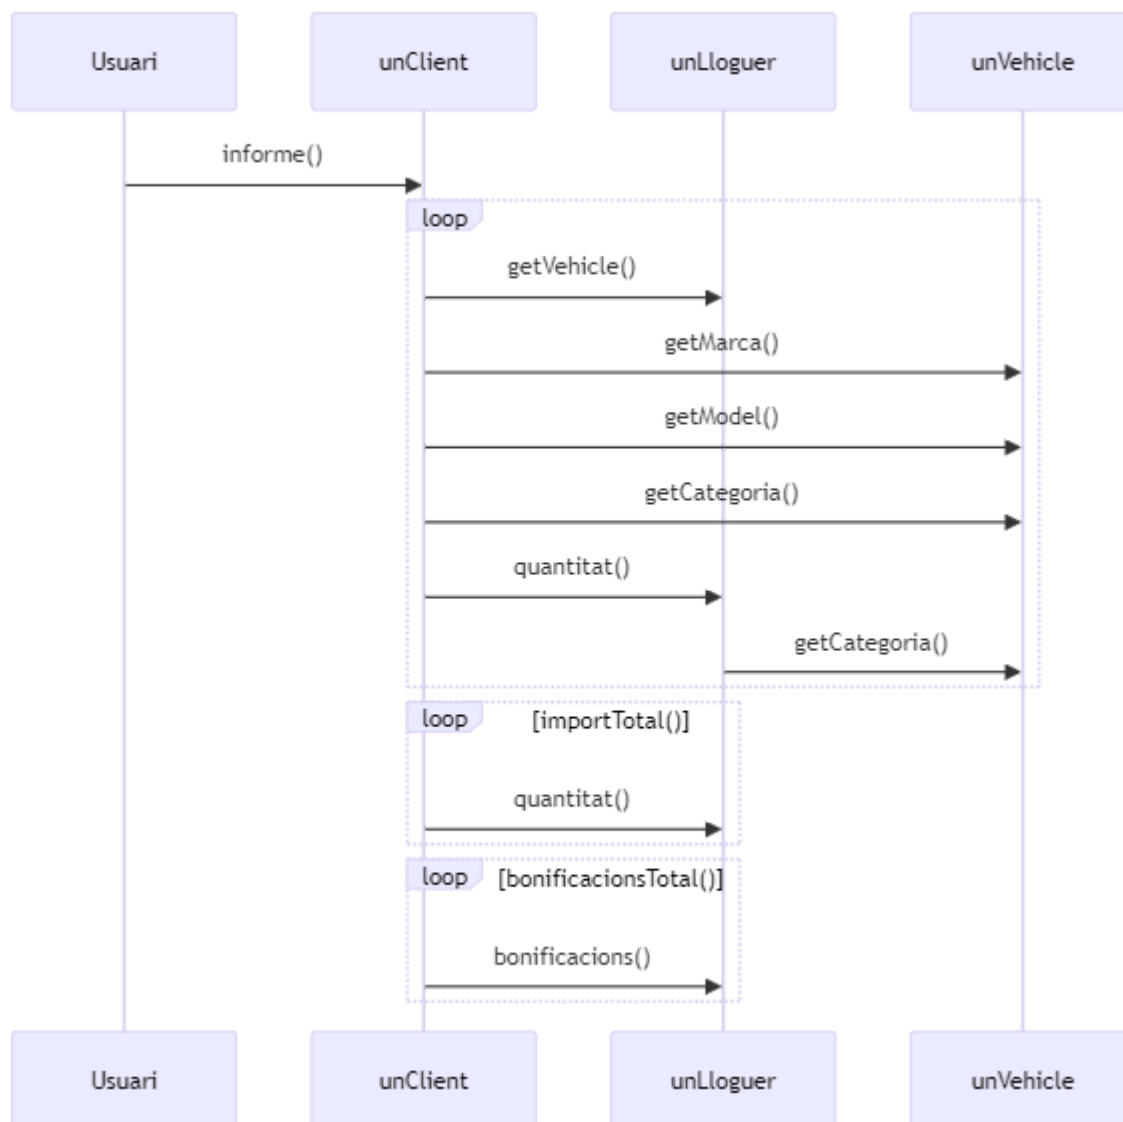 Usuari unClient unLloguer unVehicle
informe()
loop
getVehicle()
getMarca()
getModel()
getCategoria()
quantitat()
getCategoria()
loop [importTotal()]
quantitat()
loop [bonificacionsTotal()]
bonificacions()
Usuari unClient unLloguer unVehicle